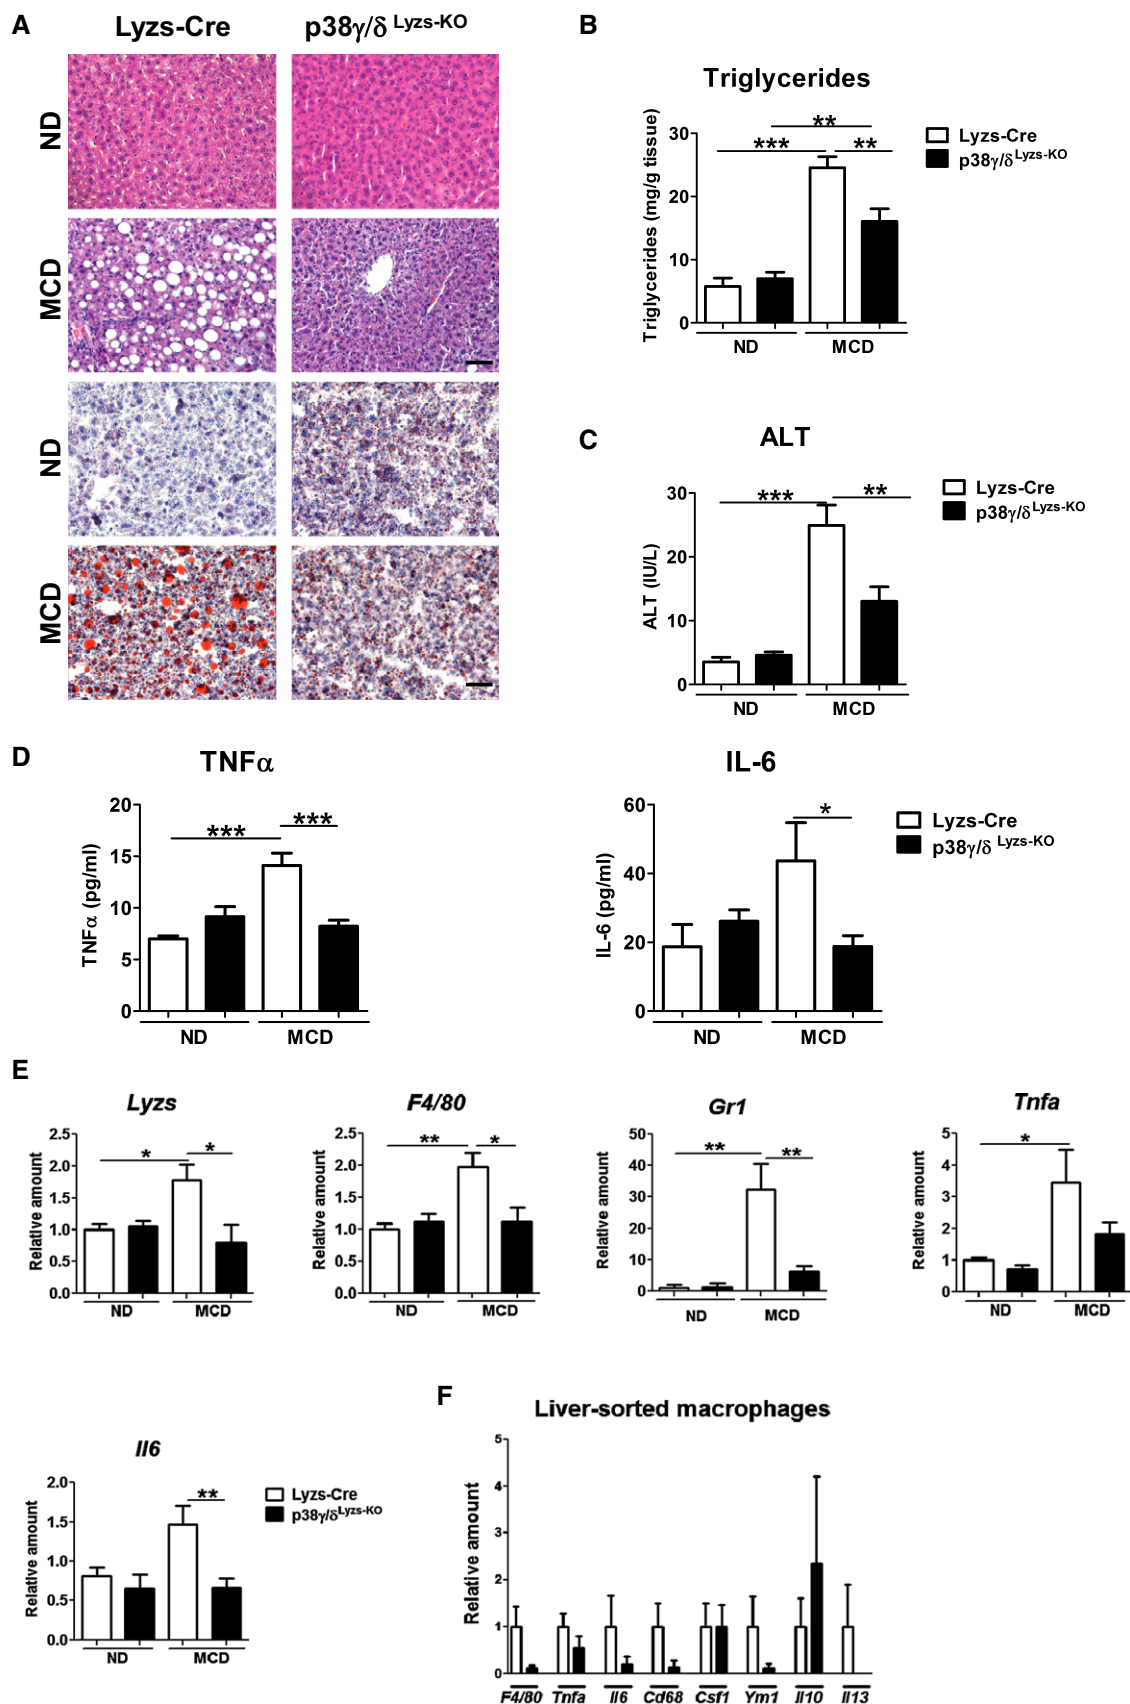 A
Lyzs-Cre
p38γ/δ Lyzs-KO
ND
MCD
ND
MCD
B
Triglycerides
Triglycerides (mg/g tissue)
30
20
10
0
***
**
**
ND
MCD
Lyzs-Cre
p38γ/δLyzs-KO
C
ALT
ALT (IU/L)
30
20
10
0
***
**
ND
MCD
Lyzs-Cre
p38γ/δLyzs-KO
D
TNFα
TNFα (pg/ml)
20
15
10
5
0
***
***
ND
MCD
IL-6
IL-6 (pg/ml)
60
40
20
0
*
ND
MCD
Lyzs-Cre
p38γ/δ Lyzs-KO
E
Lyzs
Relative amount
2.5
2.0
1.5
1.0
0.5
0.0
*
*
ND
MCD
F4/80
Relative amount
2.5
2.0
1.5
1.0
0.5
0.0
**
*
ND
MCD
Gr1
Relative amount
50
40
30
20
10
0
**
**
ND
MCD
Tnfa
Relative amount
5
4
3
2
1
0
*
ND
MCD
Il6
Relative amount
2.0
1.5
1.0
0.5
0.0
**
ND
MCD
Lyzs-Cre
p38γ/δLyzs-KO
F
Liver-sorted macrophages
Relative amount
5
4
3
2
1
0
F4/80 Tnfa Il6 Cd68 Csf1 Ym1 Il10 Il13